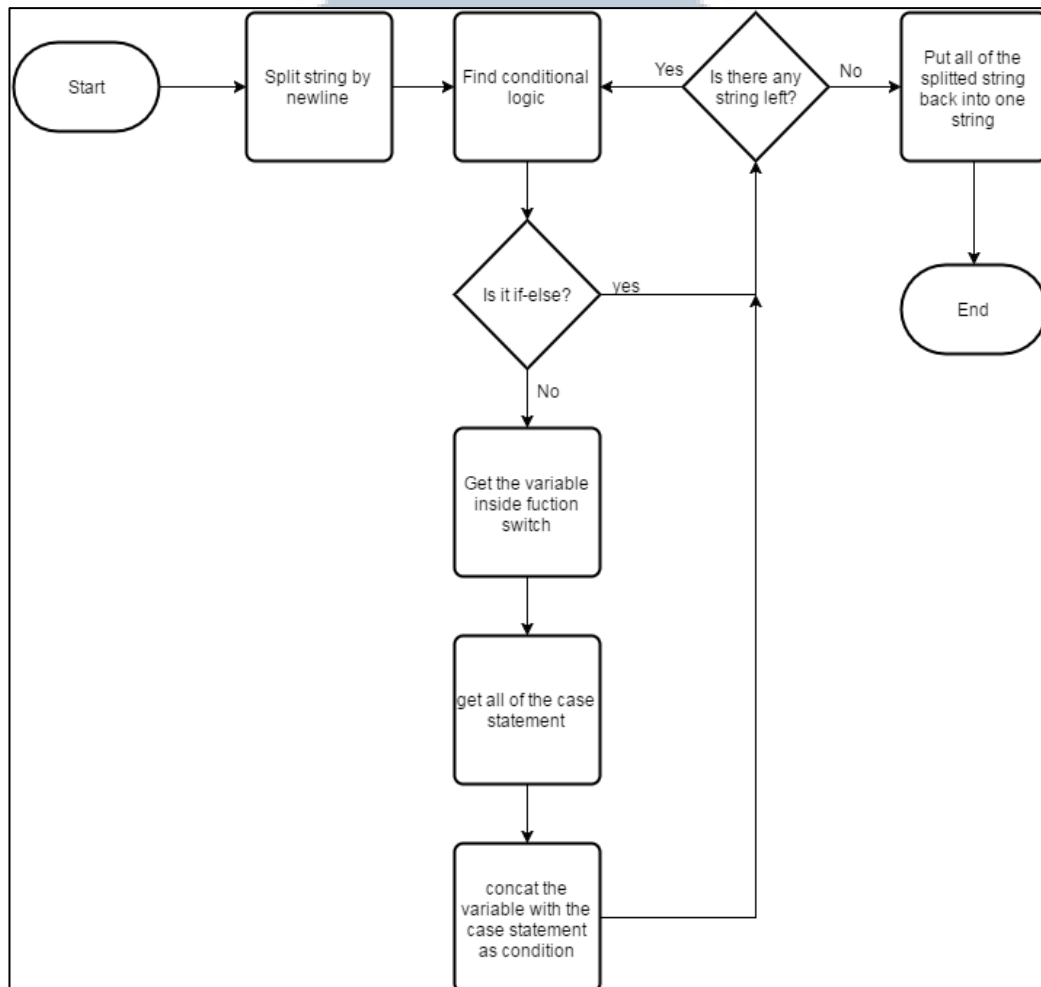 Start
Split string by
newline
Find conditional
logic
Yes
Is there any
string left?
No
Put all of the
splitted string
back into one
string
Is it if-else?
yes
End
No
Get the variable
inside fuction
switch
get all of the case
statement
concat the
variable with the
case statement
as condition